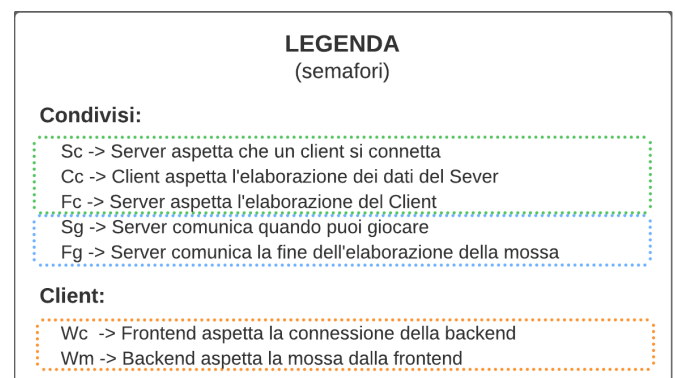 LEGENDA
(semafori)
Condivisi:
Sc -> Server aspetta che un client si connetta
Cc -> Client aspetta l'elaborazione dei dati del Sever
Fc -> Server aspetta l'elaborazione del Client
Sg -> Server comunica quando puoi giocare
Fg -> Server comunica la fine dell'elaborazione della mossa
Client:
Wc -> Frontend aspetta la connessione della backend
Wm -> Backend aspetta la mossa dalla frontend